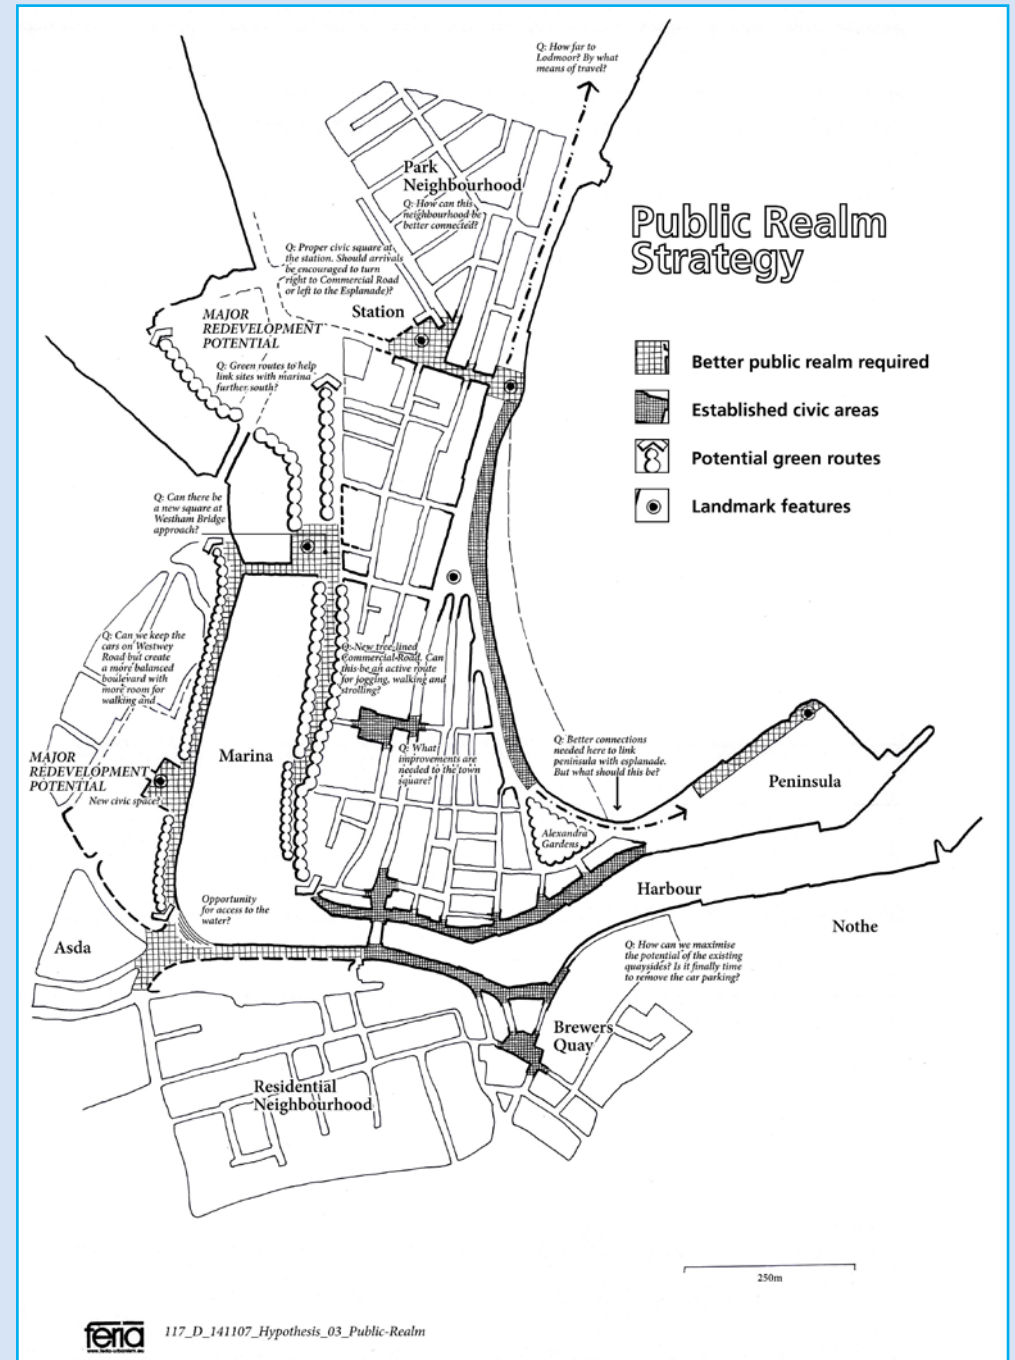 Q: How far to
Lodmoor? By what
means of travel?
Park
Neighbourhood
Q: How can this
neighbourhood be
better connected?
Public Realm
Strategy
Q: Proper civic square at
the station. Should arrivals
be encouraged to turn
right to Commercial Road
or left to the Esplanade)?
Station
MAJOR
REDEVELOPMENT
POTENTIAL
Q: Green routes to help
link sites with marina
further south?
Better public realm required
Established civic areas
Potential green routes
Landmark features
Q: Can there be
a new square at
Westham Bridge
approach?
Q: Can we keep the
cars on Westwey
Road but create
a more balanced
boulevard with
more room for
walking and
Q: New tree-lined
Commercial Road. Can
this be an active route
for jogging, walking and
strolling?
Marina
Q: What
improvements are
needed to the town
square?
Q: Better connections
needed here to link
peninsula with esplanade.
But what should this be?
MAJOR
REDEVELOPMENT
POTENTIAL
New civic space?
Peninsula
Alexandra
Gardens
Opportunity
for access to the
water?
Harbour
Nothe
Asda
Q: How can we maximise
the potential of the existing
quaysides? Is it finally time
to remove the car parking?
Brewers
Quay
Residential
Neighbourhood
250m
feria
www.feria-urbanism.eu
117_D_141107_Hypothesis_03_Public-Realm